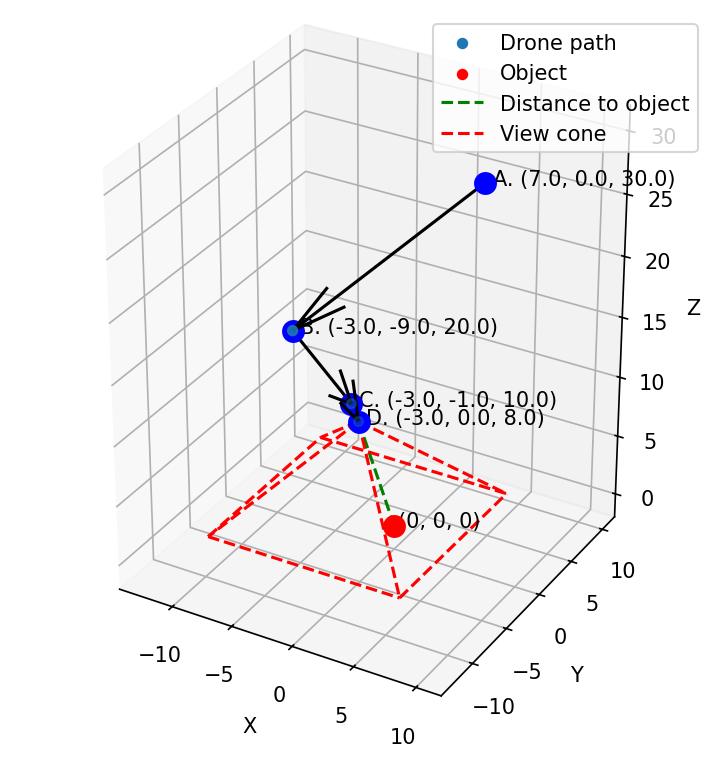 Drone path
Object
Distance to object
View cone
30
A. (7.0, 0.0, 30.0)
25
20
Z
15
B. (-3.0, -9.0, 20.0)
10
C. (-3.0, -1.0, 10.0)
D. (-3.0, 0.0, 8.0)
5
0
(0, 0, 0)
10
5
0
−5
Y
−10
−10
−5
0
5
10
X